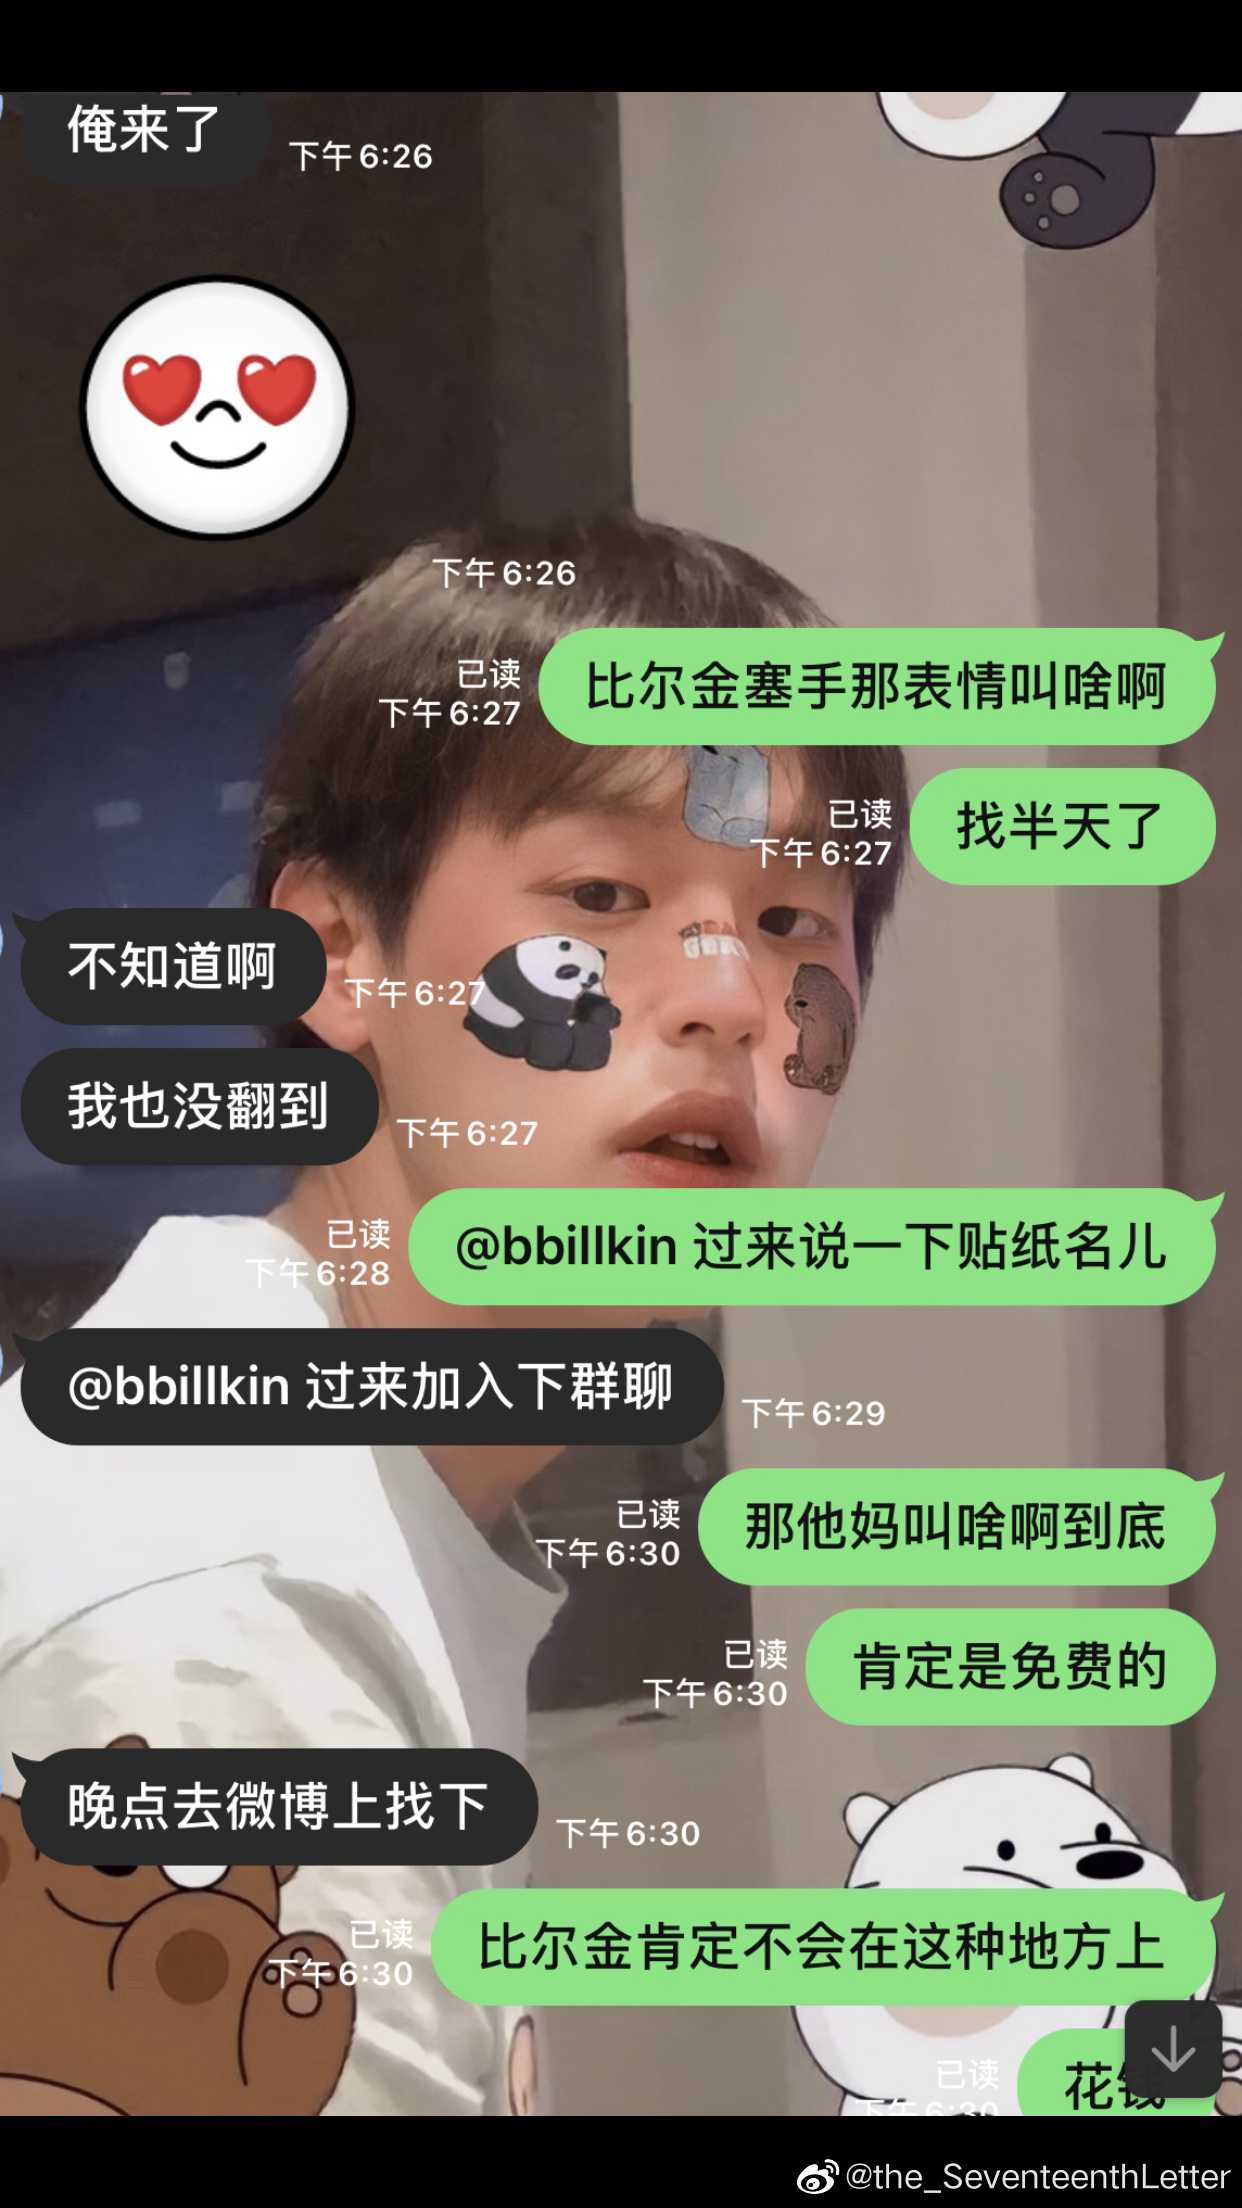 俺来了
下午6:26
下午6:26
已读
下午6:27
比尔金塞手那表情叫啥啊
已读
下午6:27
找半天了
不知道啊
下午6:27
我也没翻到
下午6:27
已读
下午6:28
@bbillkin 过来说一下贴纸名儿
@bbillkin 过来加入下群聊
下午6:29
已读
下午6:30
那他妈叫啥啊到底
已读
下午6:30
肯定是免费的
晚点去微博上找下
下午6:30
已读
下午6:30
比尔金肯定不会在这种地方上
已读
下午6:30
花钱
@the_SeventeenthLetter